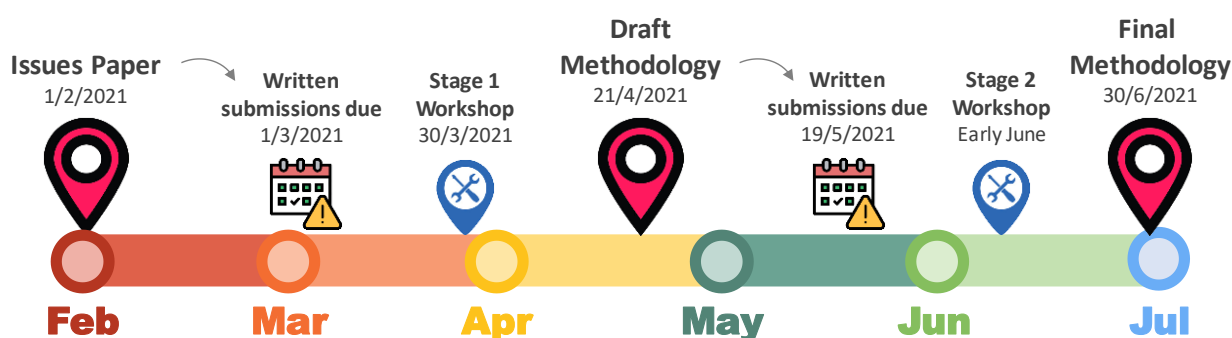 Issues Paper
1/2/2021
Written
submissions due
1/3/2021
Stage 1
Workshop
30/3/2021
Draft
Methodology
21/4/2021
Written
submissions due
19/5/2021
Stage 2
Workshop
Early June
Final
Methodology
30/6/2021
Feb
Mar
Apr
May
Jun
Jul